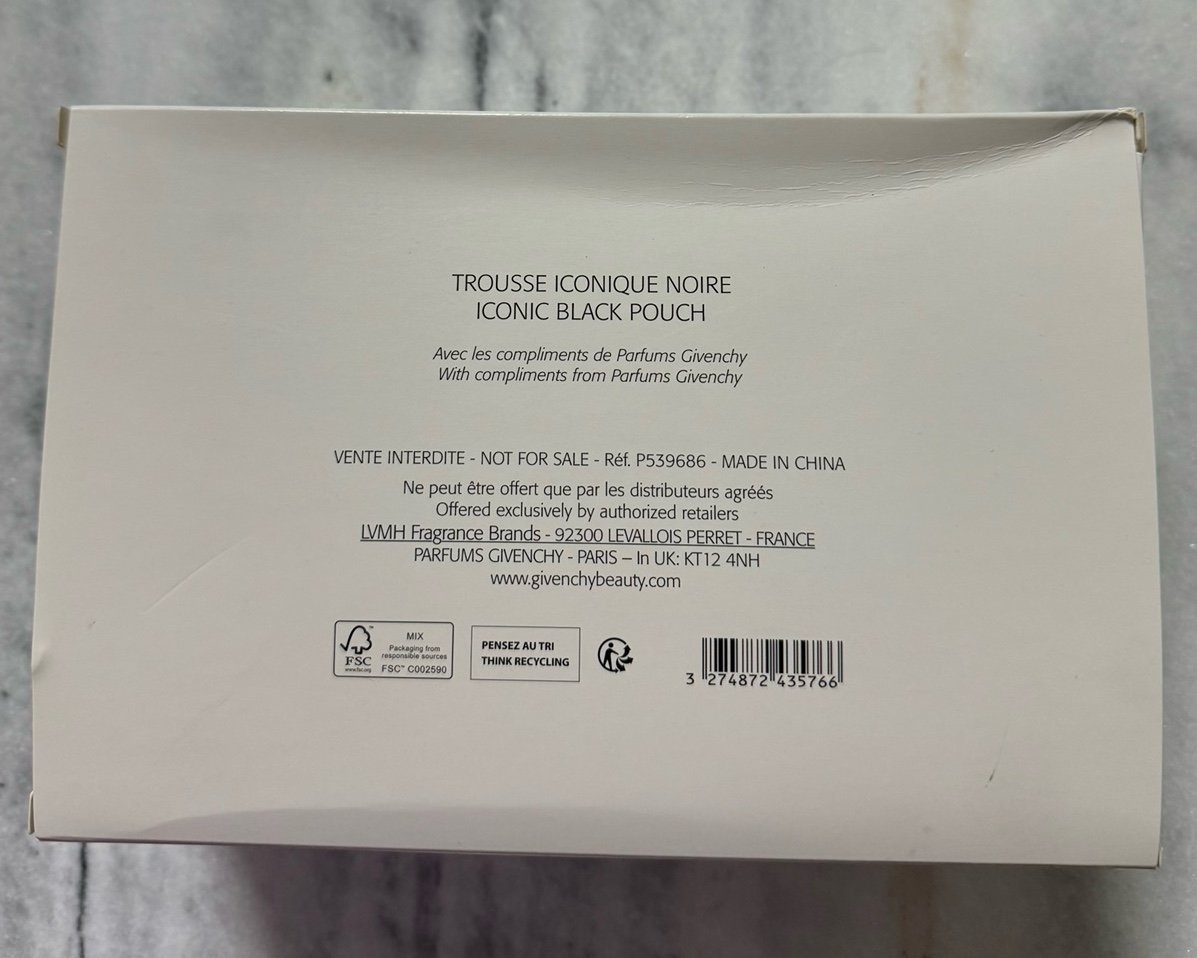 TROUSSE ICONIQUE NOIRE
ICONIC BLACK POUCH
Avec les compliments de Parfums Givenchy
With compliments from Parfums Givenchy
VENTE INTERDITE - NOT FOR SALE - Réf. P539686 - MADE IN CHINA
Ne peut être offert que par les distributeurs agréés
Offered exclusively by authorized retailers
LVMH Fragrance Brands - 92300 LEVALLOIS PERRET - FRANCE
PARFUMS GIVENCHY - PARIS – In UK: KT12 4NH
www.givenchybeauty.com
FSC
www.fsc.org
MIX
Packaging from
responsible sources
FSC™ C002590
PENSEZ AU TRI
THINK RECYCLING
3 274872 435766